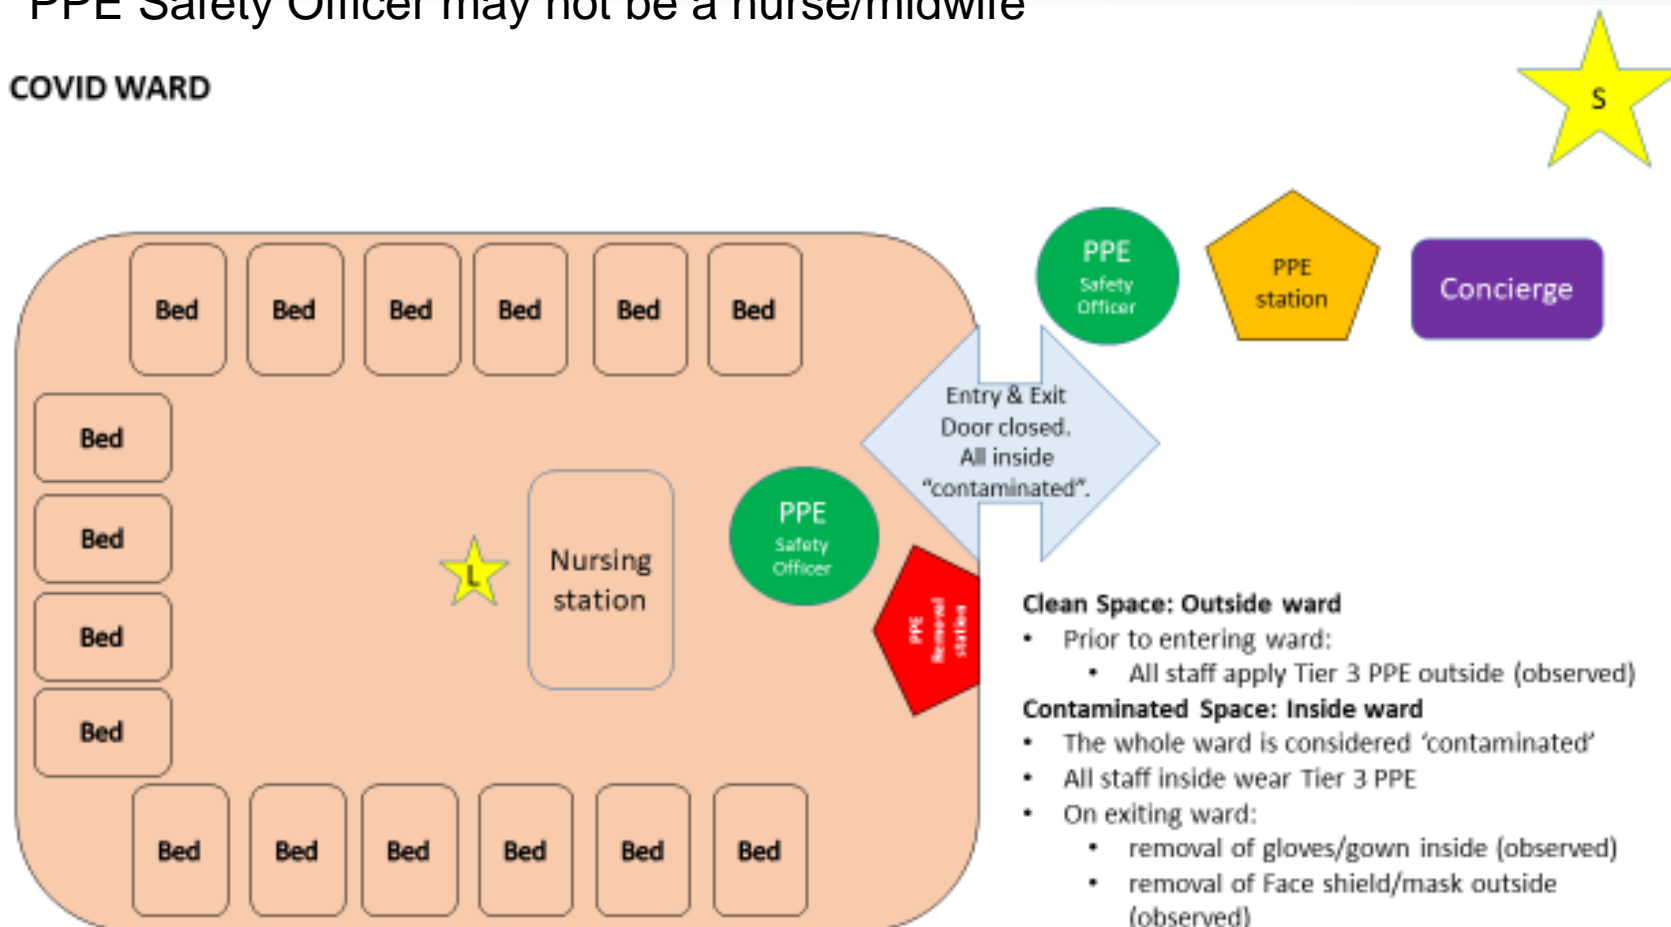 PPE Safety Officer may not be a nurse/midwife
COVID WARD
S
PPE
Safety
Officer
PPE
station
Concierge
Bed
Bed
Bed
Bed
Bed
Bed
Entry & Exit
Door closed.
All inside
“contaminated”.
Bed
Bed
Bed
Bed
L
Nursing
station
PPE
Safety
Officer
PPE
Removal
station
Bed
Bed
Bed
Bed
Bed
Bed
Clean Space: Outside ward
• Prior to entering ward:
• All staff apply Tier 3 PPE outside (observed)
Contaminated Space: Inside ward
• The whole ward is considered ‘contaminated’
• All staff inside wear Tier 3 PPE
• On exiting ward:
• removal of gloves/gown inside (observed)
• removal of Face shield/mask outside
(observed)